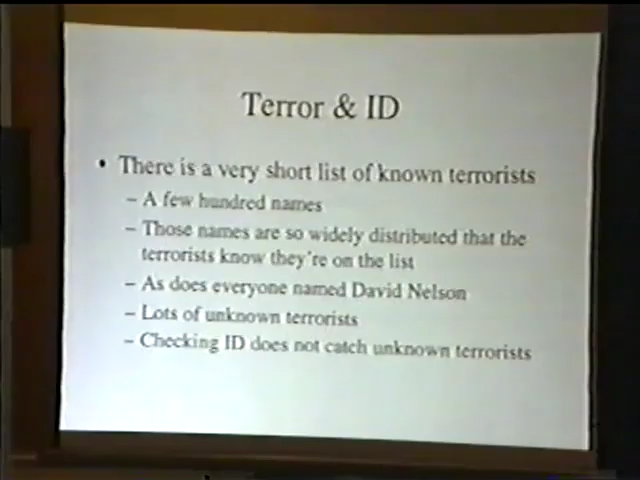 Terror & ID
• There is a very short list of known terrorists
– A few hundred names
– Those names are so widely distributed that the
terrorists know they're on the list
– As does everyone named David Nelson
– Lots of unknown terrorists
– Checking ID does not catch unknown terrorists